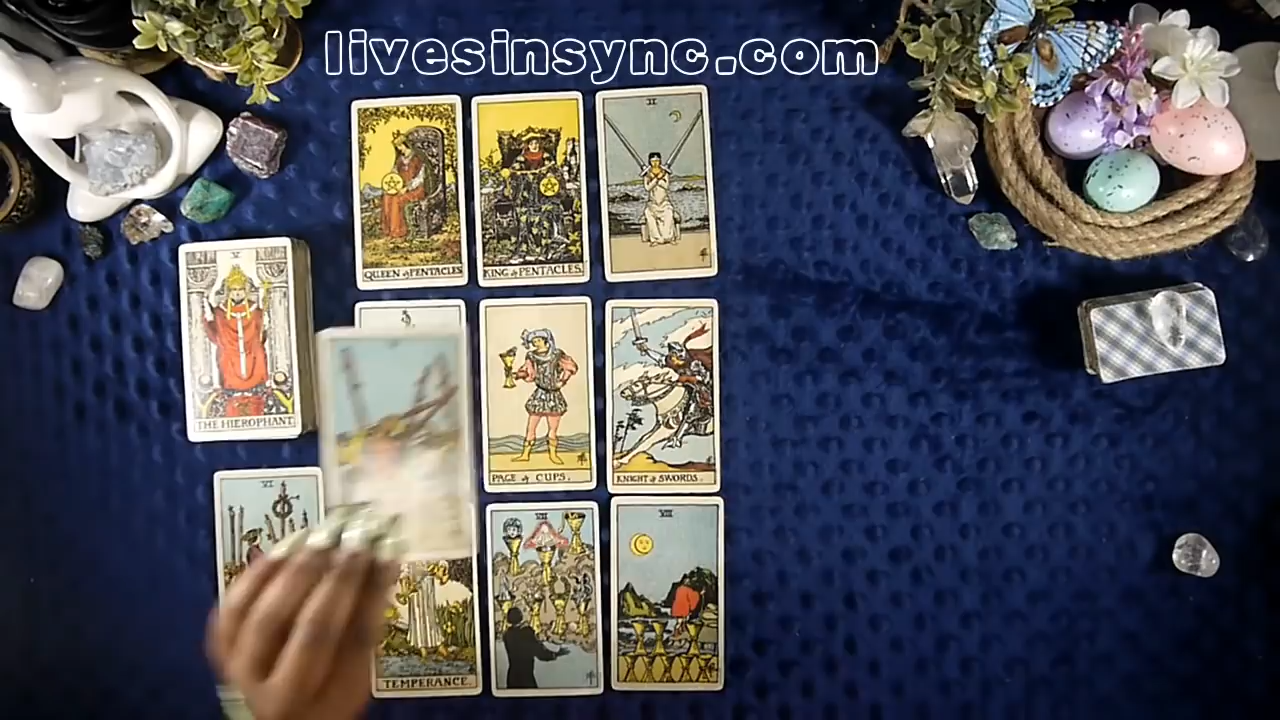 livesinsync.com
II
QUEEN of PENTACLES
KING of PENTACLES.
V
THE HIEROPHANT.
PAGE of CUPS.
KNIGHT of SWORDS.
VI
VII
VIII
TEMPERANCE.